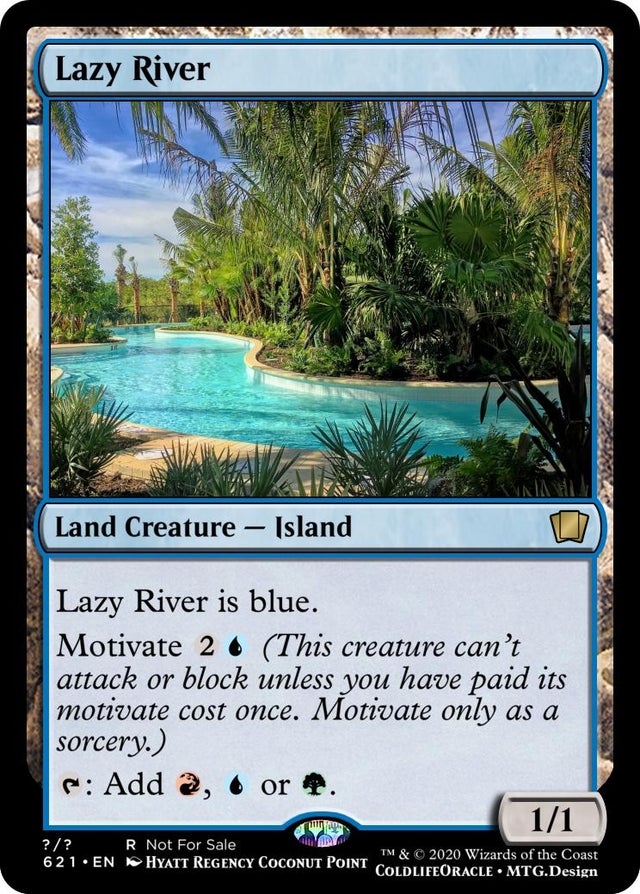 Lazy River
Land Creature — Island
Lazy River is blue.
Motivate 2 (This creature can't
attack or block unless you have paid its
motivate cost once. Motivate only as a
sorcery.)
: Add , or .
1/1
?/? R Not For Sale
621 • EN Hyatt Regency Coconut Point
™ & © 2020 Wizards of the Coast
ColdlifeOracle • MTG.Design